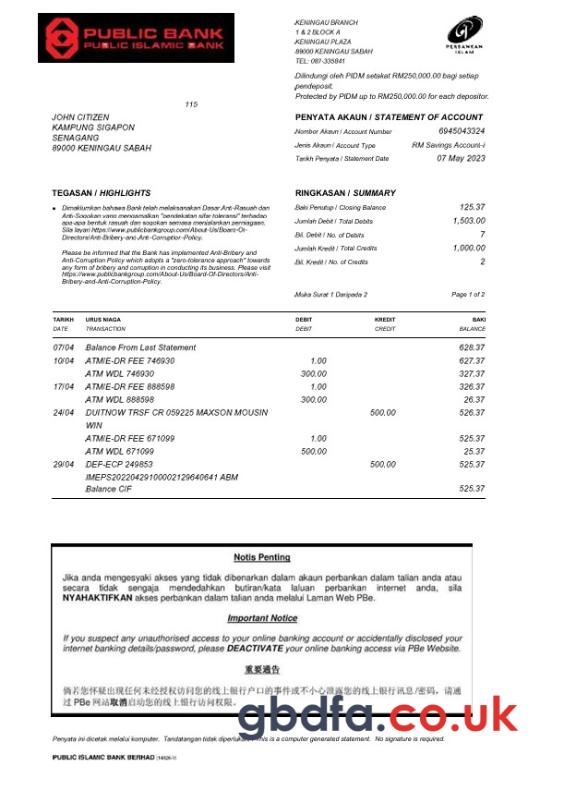 PUBLIC BANK
PUBLIC ISLAMIC BANK
KENINGAU BRANCH
1 & 2 BLOCK A
KENINGAU PLAZA
89000 KENINGAU SABAH
TEL: 087-335841
PERBANKAN
ISLAM
Dilindungi oleh PIDM setakat RM250,000.00 bagi setiap
pendeposit.
Protected by PIDM up to RM250,000.00 for each depositor.
115
JOHN CITIZEN
KAMPUNG SIGAPON
SENAGANG
89000 KENINGAU SABAH
PENYATA AKAUN / STATEMENT OF ACCOUNT
Nombor Akaun / Account Number 6945043324
Jenis Akaun / Account Type RM Savings Account-i
Tarikh Penyata / Statement Date 07 May 2023
TEGASAN / HIGHLIGHTS
• Dimaklumkan bahawa Bank telah melaksanakan Dasar Anti-Rasuah dan
Anti-Sogokan yang mengamalkan "pendekatan sifar toleransi" terhadap
apa-apa bentuk rasuah dan sogokan semasa menjalankan perniagaan.
Sila layari https://www.publicbankgroup.com/About-Us/Board-Of-
Directors/Anti-Bribery-and-Anti-Corruption-Policy.
Please be informed that the Bank has implemented Anti-Bribery and
Anti-Corruption Policy which adopts a "zero-tolerance approach" towards
any form of bribery and corruption in conducting its business. Please visit
https://www.publicbankgroup.com/About-Us/Board-Of-Directors/Anti-
Bribery-and-Anti-Corruption-Policy.
RINGKASAN / SUMMARY
Baki Penutup / Closing Balance 125.37
Jumlah Debit / Total Debits 1,503.00
Bil. Debit / No. of Debits 7
Jumlah Kredit / Total Credits 1,000.00
Bil. Kredit / No. of Credits 2
Muka Surat 1 Daripada 2 Page 1 of 2
TARIKH URUS NIAGA DEBIT KREDIT BAKI
DATE TRANSACTION DEBIT CREDIT BALANCE
07/04 Balance From Last Statement 628.37
10/04 ATM/E-DR FEE 746930 1.00 627.37
ATM WDL 746930 300.00 327.37
17/04 ATM/E-DR FEE 888598 1.00 326.37
ATM WDL 888598 300.00 26.37
24/04 DUITNOW TRSF CR 059225 MAXSON MOUSIN 500.00 526.37
WIN
ATM/E-DR FEE 671099 1.00 525.37
ATM WDL 671099 500.00 25.37
29/04 DEP-ECP 249853 500.00 525.37
IMEPS20220429100002129640641 ABM
Balance C/F 525.37
Notis Penting
Jika anda mengesyaki akses yang tidak dibenarkan dalam akaun perbankan dalam talian anda atau
secara tidak sengaja mendedahkan butiran/kata laluan perbankan internet anda, sila
NYAHAKTIFKAN akses perbankan dalam talian anda melalui Laman Web PBe.
Important Notice
If you suspect any unauthorised access to your online banking account or accidentally disclosed your
internet banking details/password, please DEACTIVATE your online banking access via PBe Website.
重要通告
倘若您怀疑出现任何未经授权访问您的线上银行户口的事件或不小心泄露您的线上银行讯息/密码，请通
过 PBe 网站取消启动您的线上银行访问权限。
gbdfa.co.uk
Penyata ini dicetak melalui komputer. Tandatangan tidak diperlukan. / This is a computer generated statement. No signature is required.
PUBLIC ISLAMIC BANK BERHAD